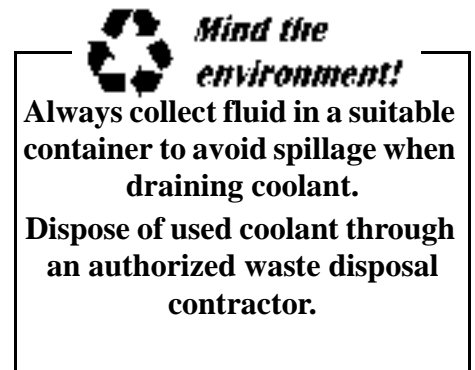 Mind the
environment!
Always collect fluid in a suitable
container to avoid spillage when
draining coolant.
Dispose of used coolant through
an authorized waste disposal
contractor.